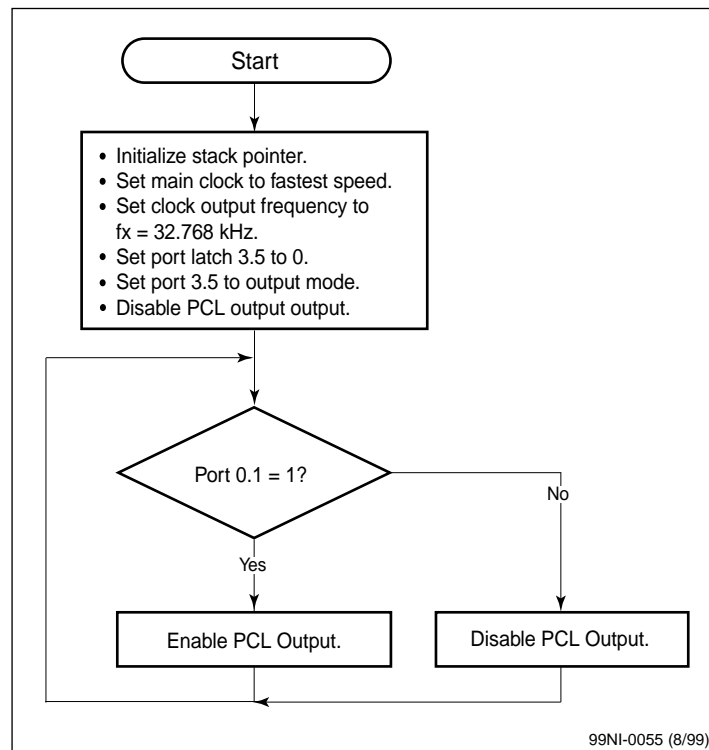 Start
• Initialize stack pointer.
• Set main clock to fastest speed.
• Set clock output frequency to
fx = 32.768 kHz.
• Set port latch 3.5 to 0.
• Set port 3.5 to output mode.
• Disable PCL output output.
Port 0.1 = 1?
No
Yes
Enable PCL Output.
Disable PCL Output.
99NI-0055 (8/99)